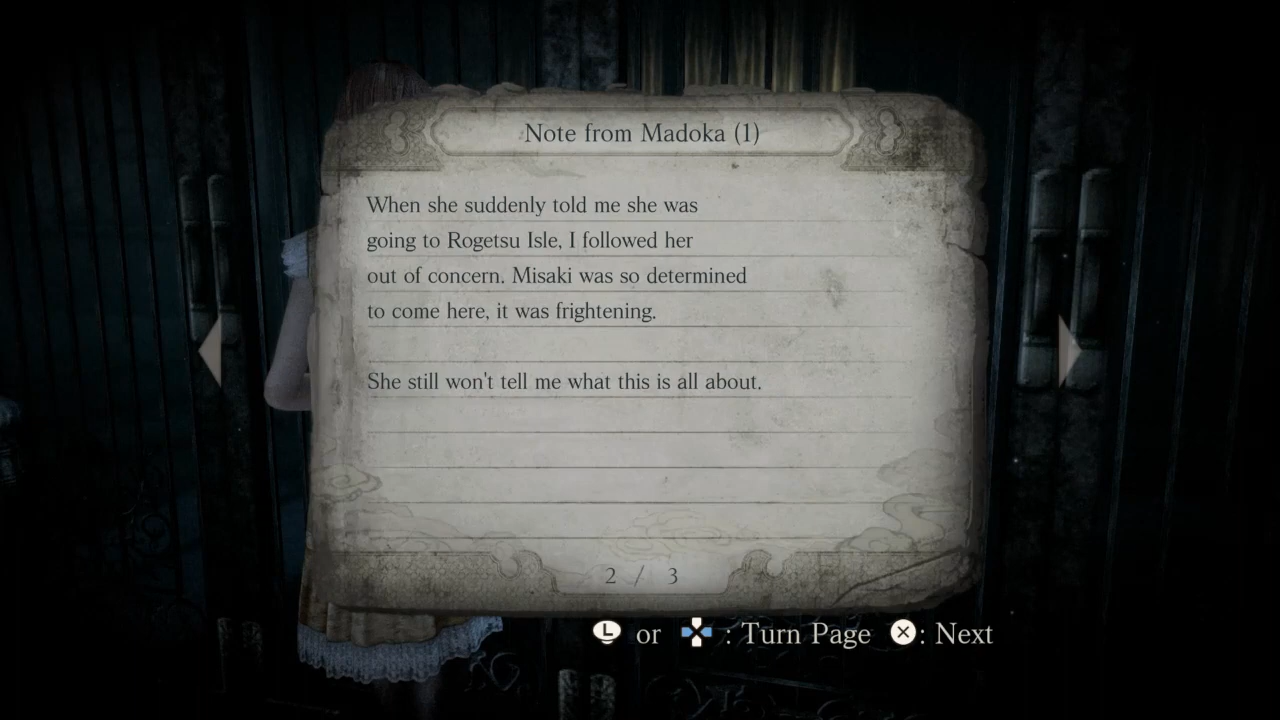 Note from Madoka (1)
When she suddenly told me she was
going to Rogetsu Isle, I followed her
out of concern. Misaki was so determined
to come here, it was frightening.
She still won't tell me what this is all about.
2 / 3
L or : Turn Page X : Next